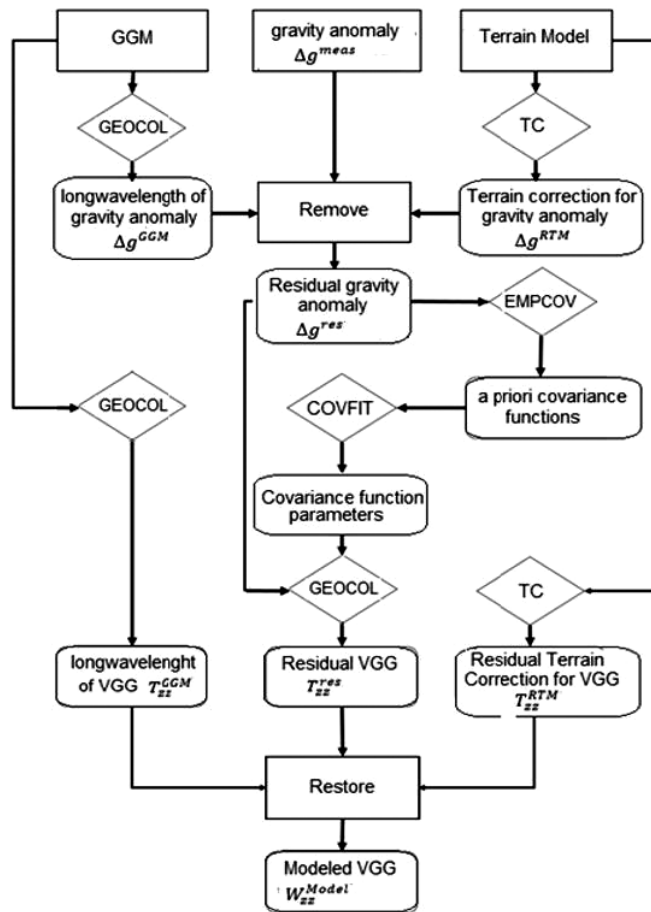 GGM
gravity anomaly
Δg^meas
Terrain Model
GEOCOL
TC
longwavelength of
gravity anomaly
Δg^GGM
Remove
Terrain correction for
gravity anomaly
Δg^RTM
Residual gravity
anomaly
Δg^res
EMPCOV
GEOCOL
COVFIT
a priori covariance
functions
Covariance function
parameters
GEOCOL
TC
longwavelenght
of VGG T_zz^GGM
Residual VGG
T_zz^res
Residual Terrain
Correction for VGG
T_zz^RTM
Restore
Modeled VGG
W_zz^Model